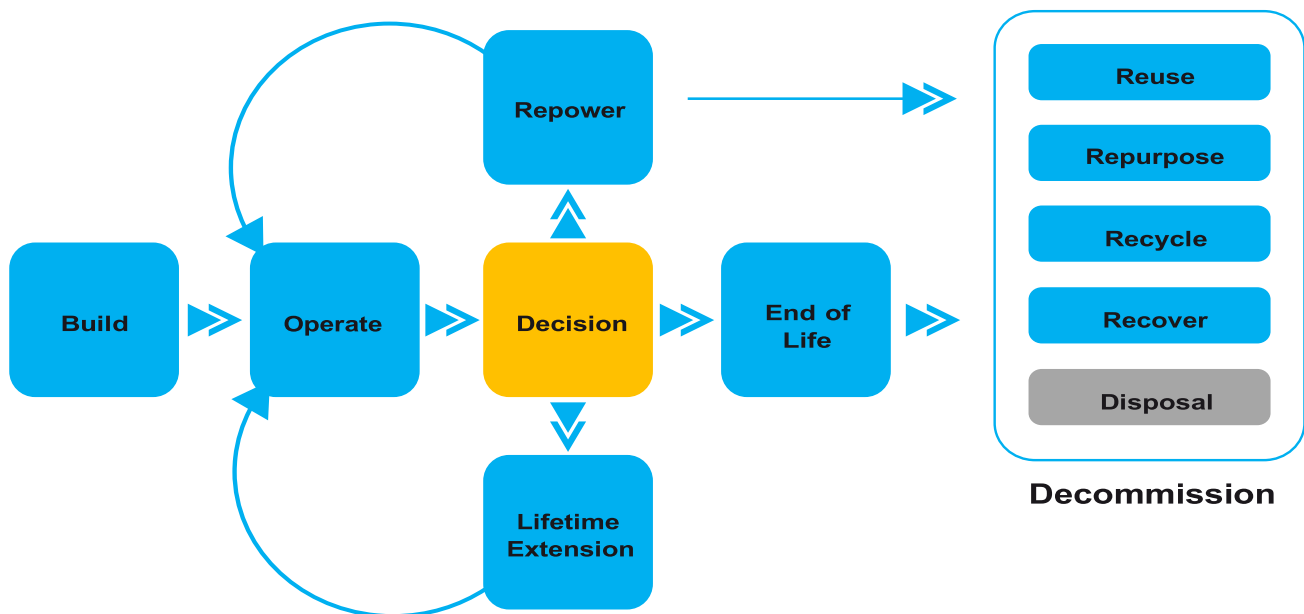 Repower
Build
Operate
Decision
End of
Life
Lifetime
Extension
Reuse
Repurpose
Recycle
Recover
Disposal
Decommission